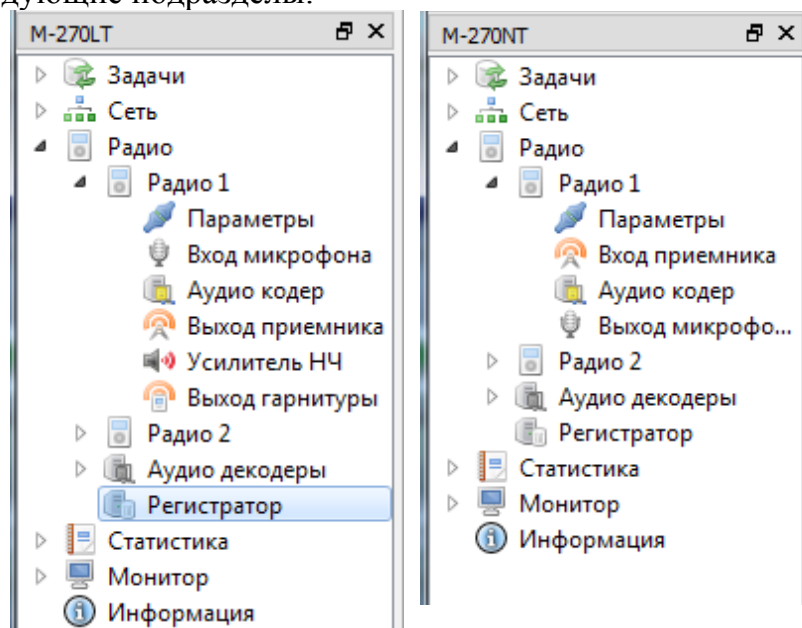 дующие подразделы:
M-270LT
Задачи
Сеть
Радио
Радио 1
Параметры
Вход микрофона
Аудио кодер
Выход приемника
Усилитель НЧ
Выход гарнитуры
Радио 2
Аудио декодеры
Регистратор
Статистика
Монитор
Информация
M-270NT
Задачи
Сеть
Радио
Радио 1
Параметры
Вход приемника
Аудио кодер
Выход микрофо...
Радио 2
Аудио декодеры
Регистратор
Статистика
Монитор
Информация